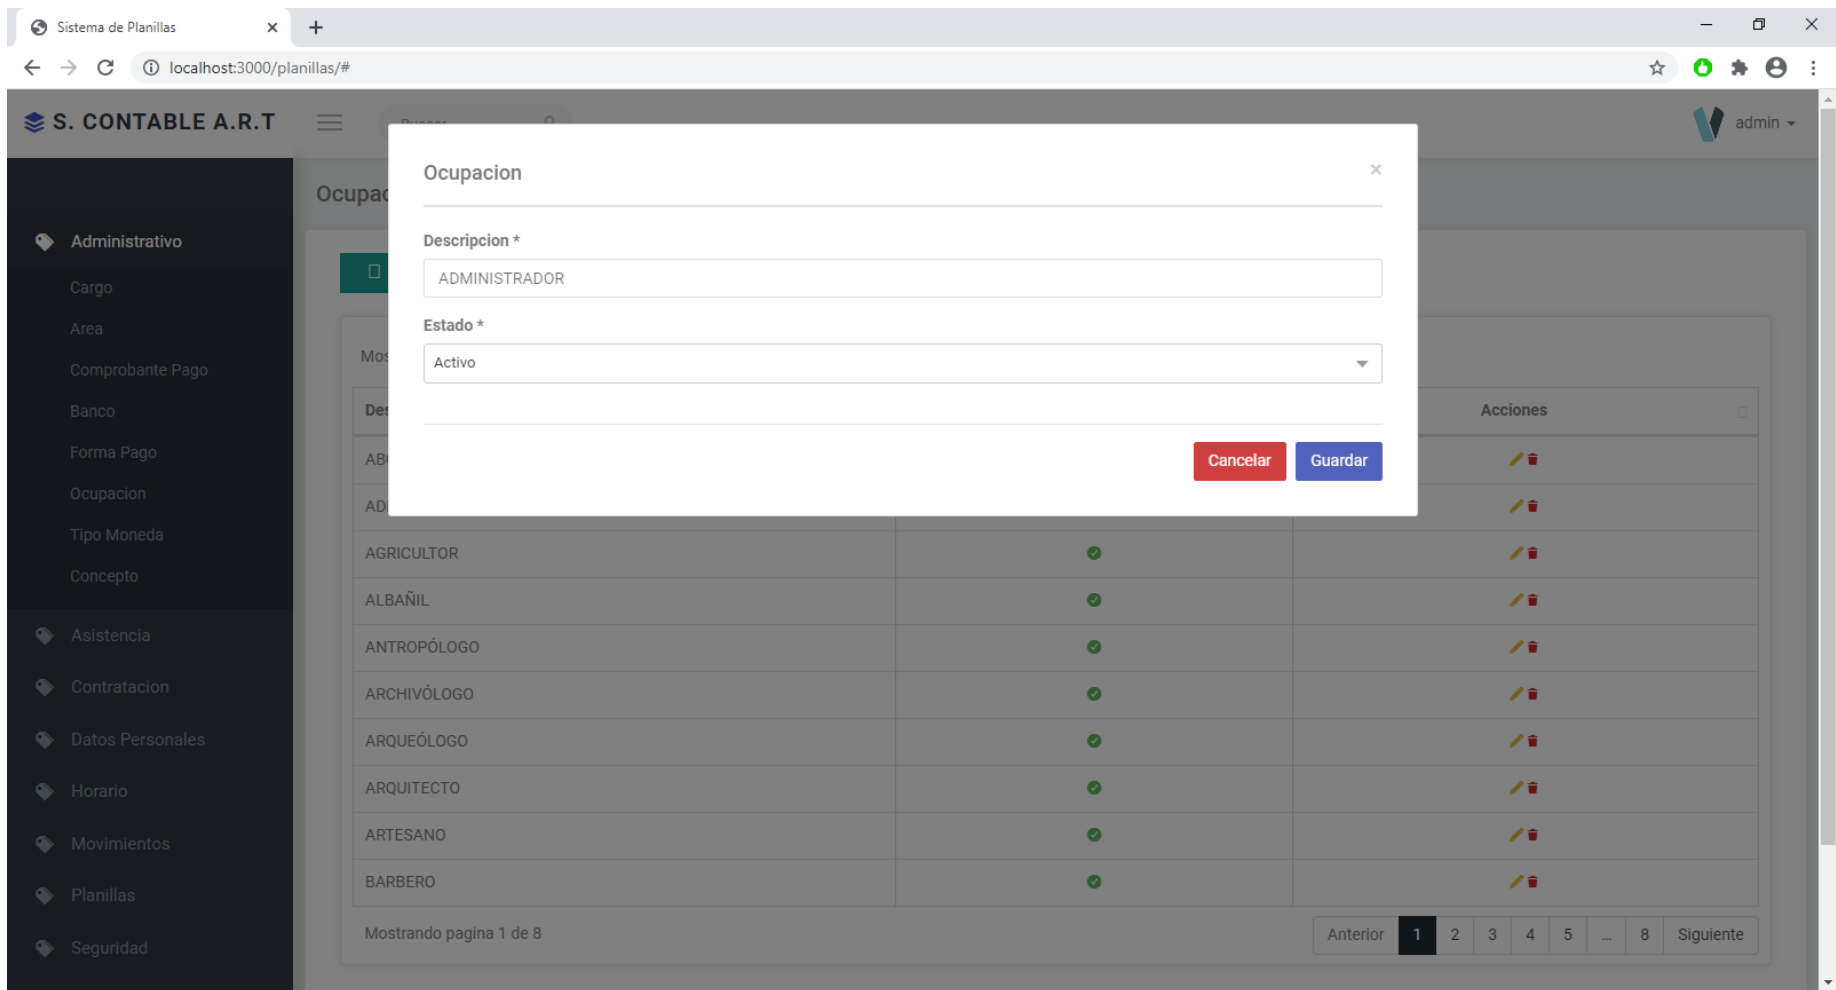 Sistema de Planillas
localhost:3000/planillas/#
S. CONTABLE A.R.T
admin
Ocupacion
Descripcion *
ADMINISTRADOR
Estado *
Activo
Cancelar Guardar
Administrativo
Cargo
Area
Comprobante Pago
Banco
Forma Pago
Ocupacion
Tipo Moneda
Concepto
Asistencia
Contratacion
Datos Personales
Horario
Movimientos
Planillas
Seguridad
Acciones
AGRICULTOR
ALBAÑIL
ANTROPÓLOGO
ARCHIVÓLOGO
ARQUEÓLOGO
ARQUITECTO
ARTESANO
BARBERO
Mostrando pagina 1 de 8
Anterior 1 2 3 4 5 ... 8 Siguiente